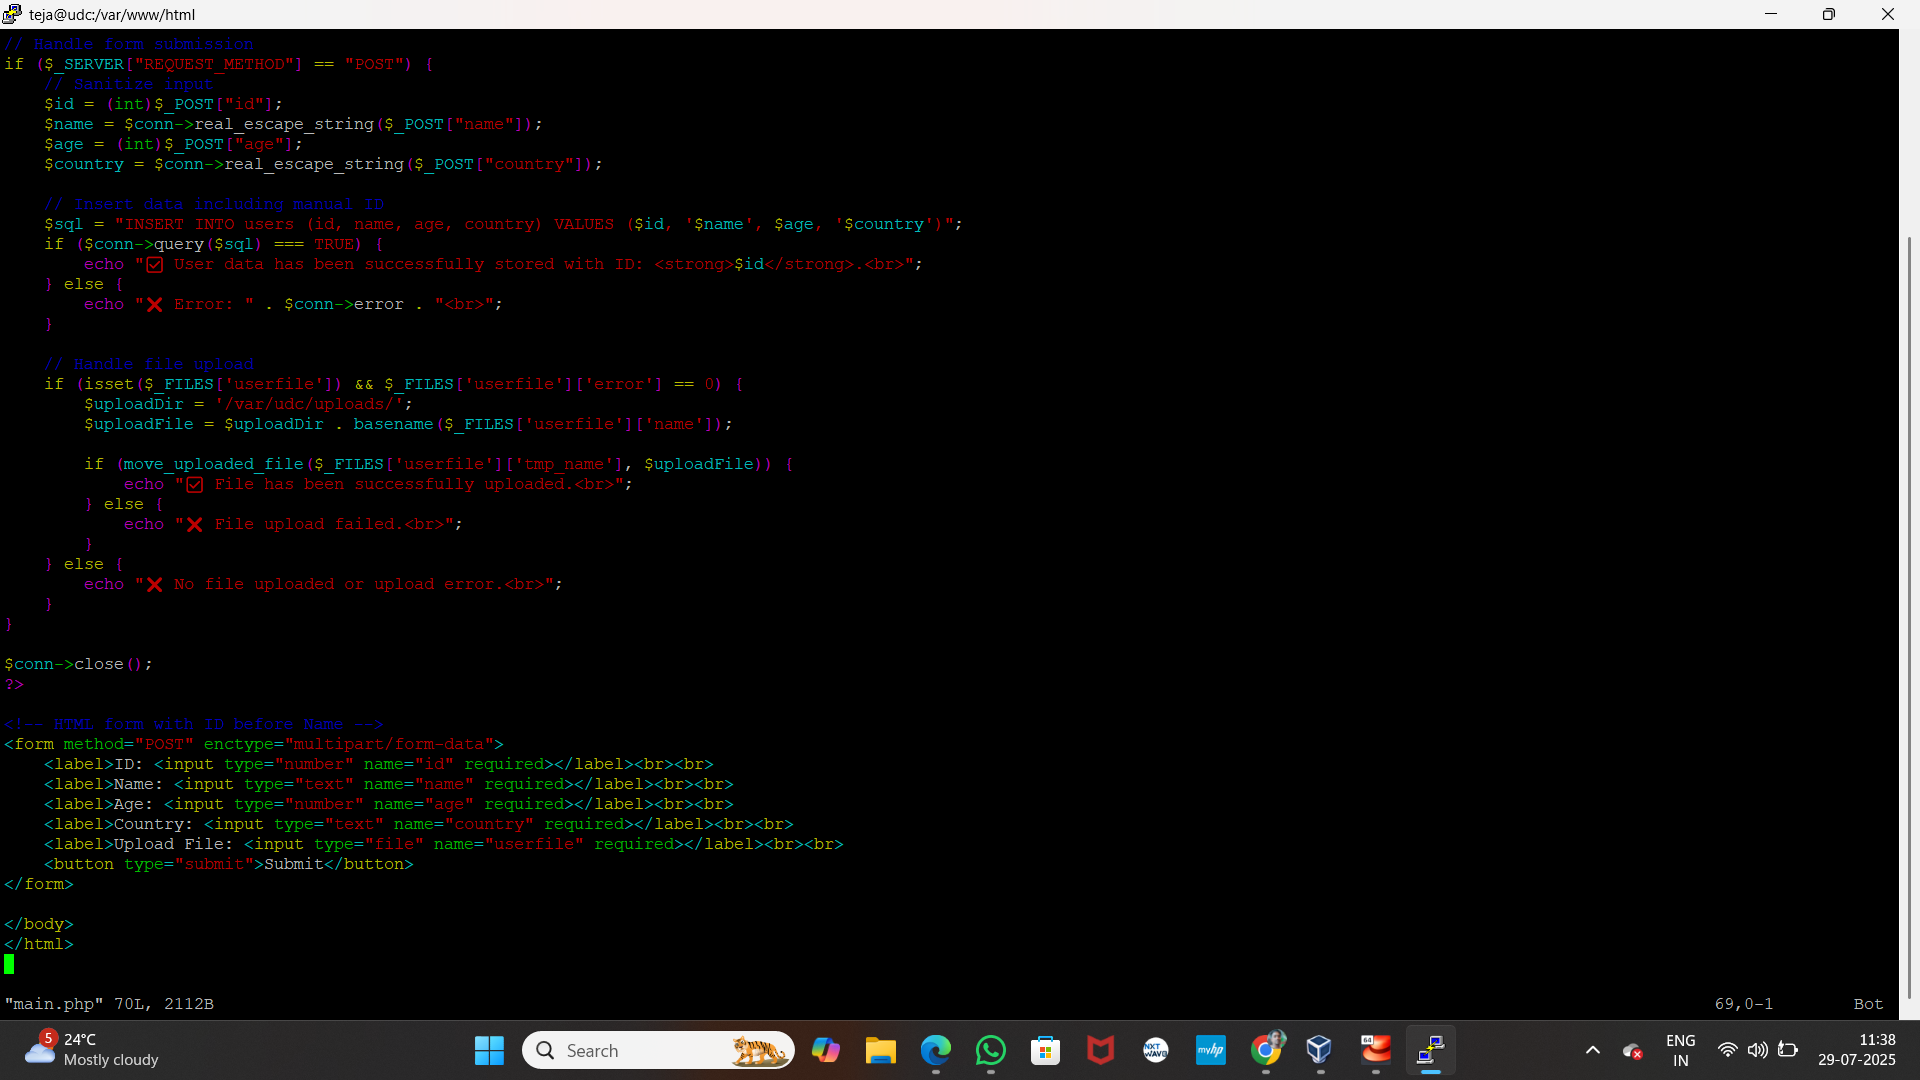 teja@udc:/var/www/html
// Handle form submission
if ($_SERVER["REQUEST_METHOD"] == "POST") {
    // Sanitize input
    $id = (int)$_POST["id"];
    $name = $conn->real_escape_string($_POST["name"]);
    $age = (int)$_POST["age"];
    $country = $conn->real_escape_string($_POST["country"]);
    // Insert data including manual ID
    $sql = "INSERT INTO users (id, name, age, country) VALUES ($id, '$name', $age, '$country')";
    if ($conn->query($sql) === TRUE) {
        echo "☑ User data has been successfully stored with ID: <strong>$id</strong>.<br>";
    } else {
        echo "❌ Error: " . $conn->error . "<br>";
    }
    // Handle file upload
    if (isset($_FILES['userfile']) && $_FILES['userfile']['error'] == 0) {
        $uploadDir = '/var/udc/uploads/';
        $uploadFile = $uploadDir . basename($_FILES['userfile']['name']);
        if (move_uploaded_file($_FILES['userfile']['tmp_name'], $uploadFile)) {
            echo "☑ File has been successfully uploaded.<br>";
        } else {
            echo "❌ File upload failed.<br>";
        }
    } else {
        echo "❌ No file uploaded or upload error.<br>";
    }
}
$conn->close();
?>
<!-- HTML form with ID before Name -->
<form method="POST" enctype="multipart/form-data">
    <label>ID: <input type="number" name="id" required></label><br><br>
    <label>Name: <input type="text" name="name" required></label><br><br>
    <label>Age: <input type="number" name="age" required></label><br><br>
    <label>Country: <input type="text" name="country" required></label><br><br>
    <label>Upload File: <input type="file" name="userfile" required></label><br><br>
    <button type="submit">Submit</button>
</form>
</body>
</html>
"main.php" 70L, 2112B 69,0-1 Bot
5 24°C
Mostly cloudy
Search
NXT WAVE
myhp
64
ENG
IN
11:38
29-07-2025